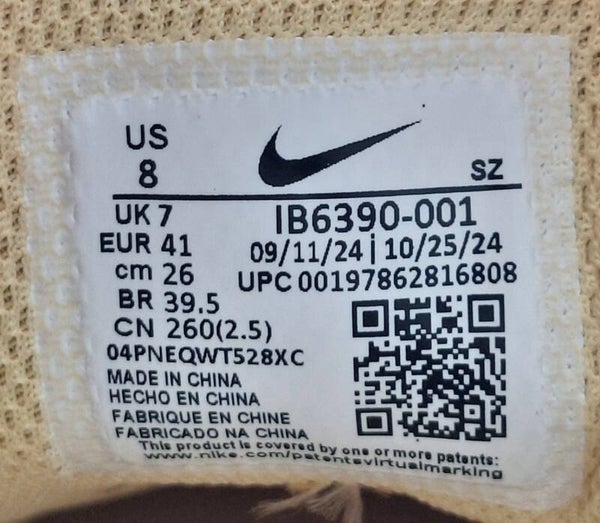 US
8
SZ
UK 7
IB6390-001
EUR 41
09/11/24 | 10/25/24
cm 26
UPC 00197862816808
BR 39.5
CN 260(2.5)
04PNEQWT528XC
MADE IN CHINA
HECHO EN CHINA
FABRIQUE EN CHINE
FABRICADO NA CHINA
This product is covered by one or more patents:
www.nike.com/patentsvirtualmarking